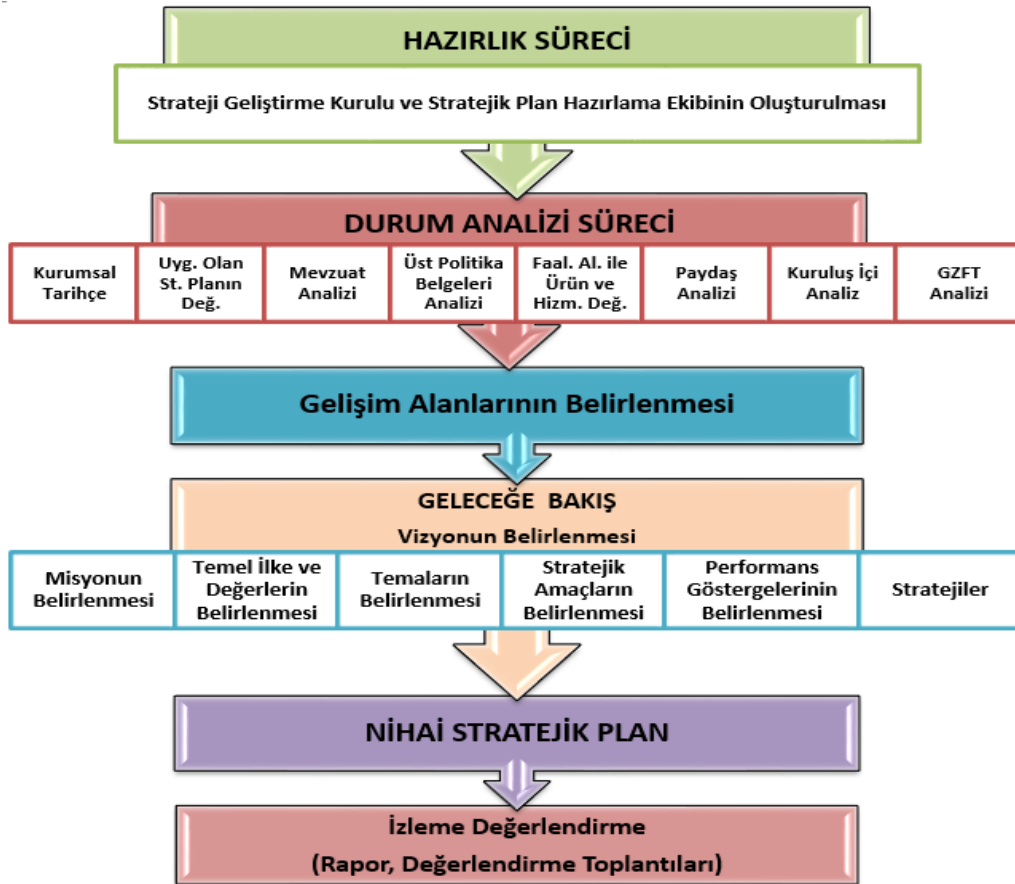 HAZIRLIK SÜRECİ
Strateji Geliştirme Kurulu ve Stratejik Plan Hazırlama Ekibinin Oluşturulması
DURUM ANALİZİ SÜRECİ
Kurumsal
Tarihçe
Uyg. Olan
St. Planın
Değ.
Mevzuat
Analizi
Üst Politika
Belgeleri
Analizi
Faal. Al. ile
Ürün ve
Hizm. Değ.
Paydaş
Analizi
Kuruluş İçi
Analiz
GZFT
Analizi
Gelişim Alanlarının Belirlenmesi
GELECEĞE BAKIŞ
Vizyonun Belirlenmesi
Misyonun
Belirlenmesi
Temel İlke ve
Değerlerin
Belirlenmesi
Temaların
Belirlenmesi
Stratejik
Amaçların
Belirlenmesi
Performans
Göstergelerinin
Belirlenmesi
Stratejiler
NİHAİ STRATEJİK PLAN
İzleme Değerlendirme
(Rapor, Değerlendirme Toplantıları)